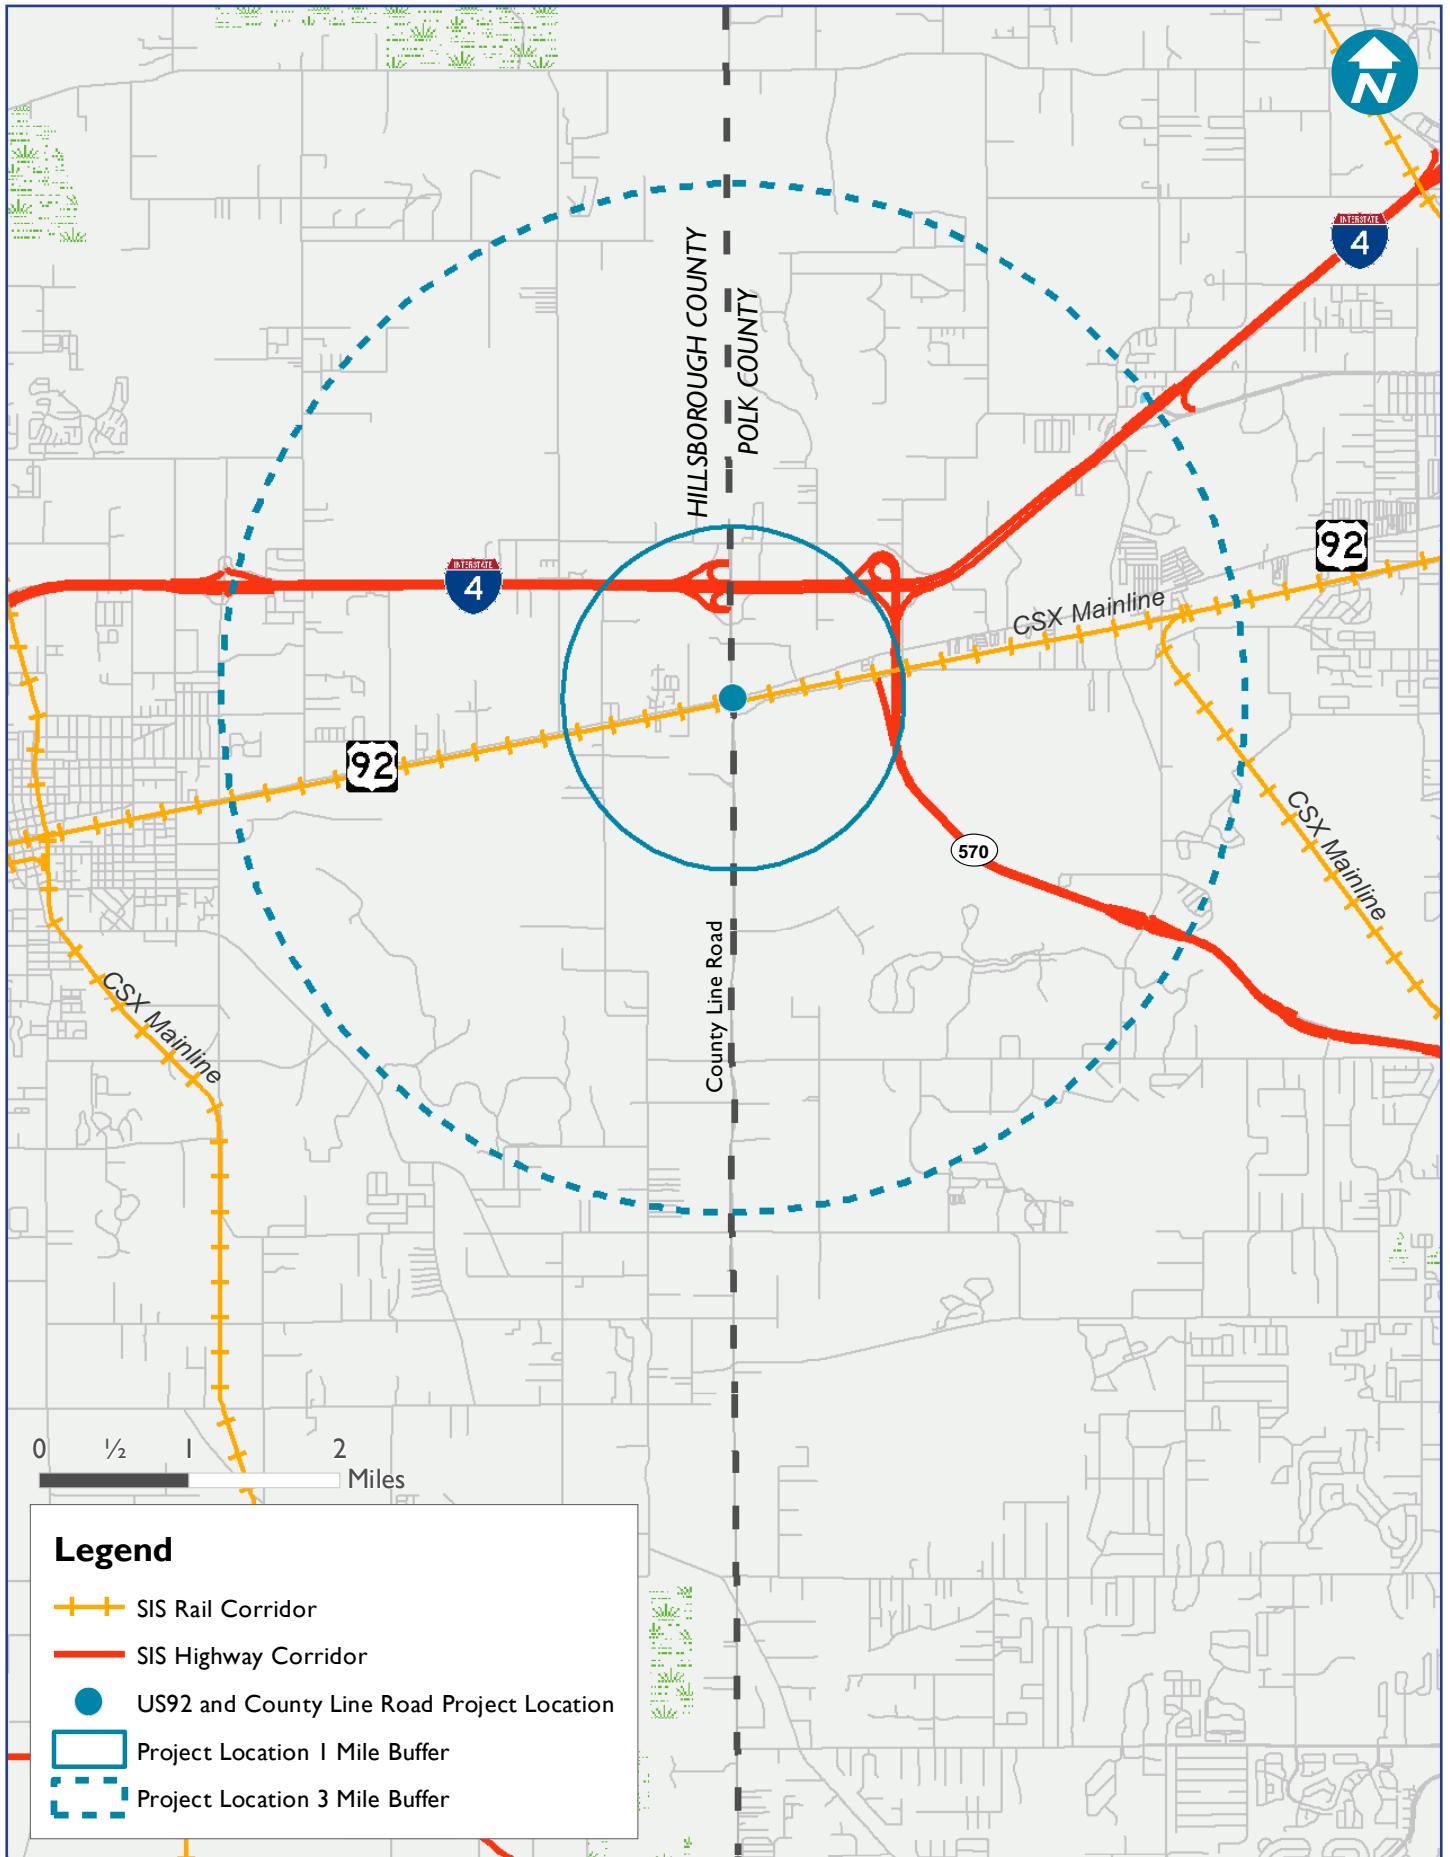 N
INTERSTATE
4
HILLSBOROUGH COUNTY
POLK COUNTY
92
INTERSTATE
4
CSX Mainline
92
570
CSX Mainline
County Line Road
CSX Mainline
0 ½ 1 2
Miles
Legend
SIS Rail Corridor
SIS Highway Corridor
US92 and County Line Road Project Location
Project Location 1 Mile Buffer
Project Location 3 Mile Buffer